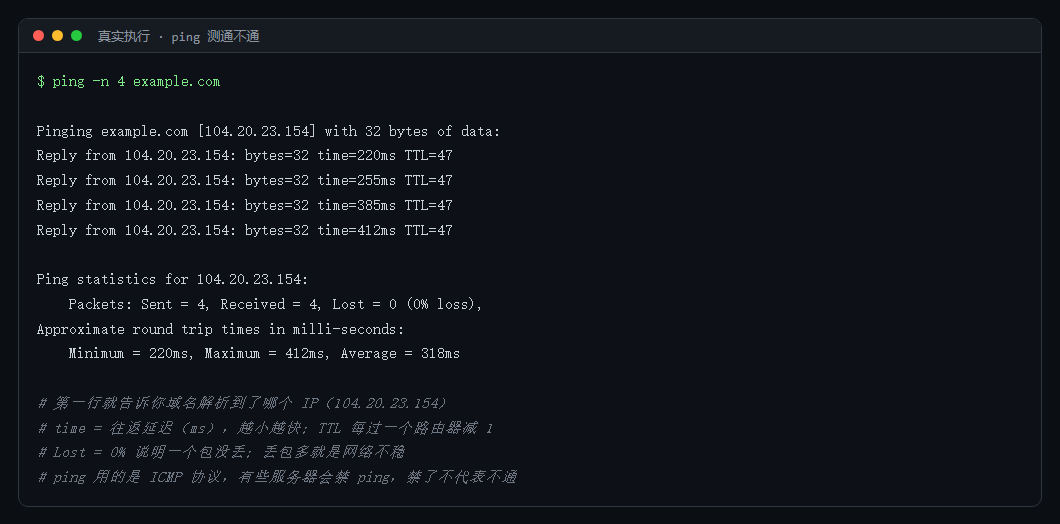 真实执行 · ping 测通不通
$ ping -n 4 example.com
Pinging example.com [104.20.23.154] with 32 bytes of data:
Reply from 104.20.23.154: bytes=32 time=220ms TTL=47
Reply from 104.20.23.154: bytes=32 time=255ms TTL=47
Reply from 104.20.23.154: bytes=32 time=385ms TTL=47
Reply from 104.20.23.154: bytes=32 time=412ms TTL=47
Ping statistics for 104.20.23.154:
    Packets: Sent = 4, Received = 4, Lost = 0 (0% loss),
Approximate round trip times in milli-seconds:
    Minimum = 220ms, Maximum = 412ms, Average = 318ms
# 第一行就告诉你域名解析到了哪个 IP（104.20.23.154）
# time = 往返延迟（ms），越小越快；TTL 每过一个路由器减 1
# Lost = 0% 说明一个包没丢；丢包多就是网络不稳
# ping 用的是 ICMP 协议，有些服务器会禁 ping，禁了不代表不通